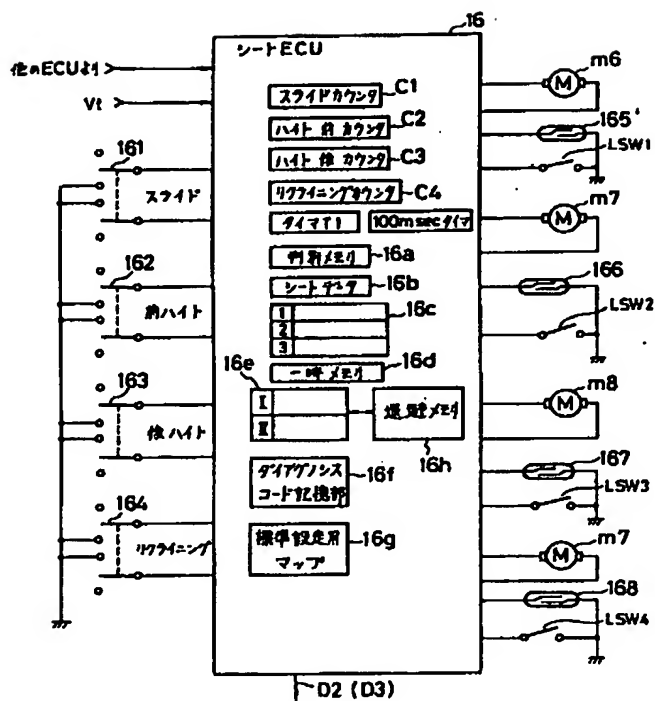 16
シートECU
他のECUより
Vt
スライドカウンタ
C1
ハイト前カウンタ
C2
ハイト後カウンタ
C3
リクライニングカウンタ
C4
タイマT1
100msecタイマ
判別メモリ
16a
シートデータ
16b
1
2
3
16c
一時メモリ
16d
16e
I
II
退避メモリ
16h
ダイアグノシス
コード記憶部
16f
標準設定用
マップ
16g
161
スライド
162
前ハイト
163
後ハイト
164
リクライニング
M
m6
165'
LSW1
M
m7
166
LSW2
M
m8
167
LSW3
M
m7
168
LSW4
D2 (D3)